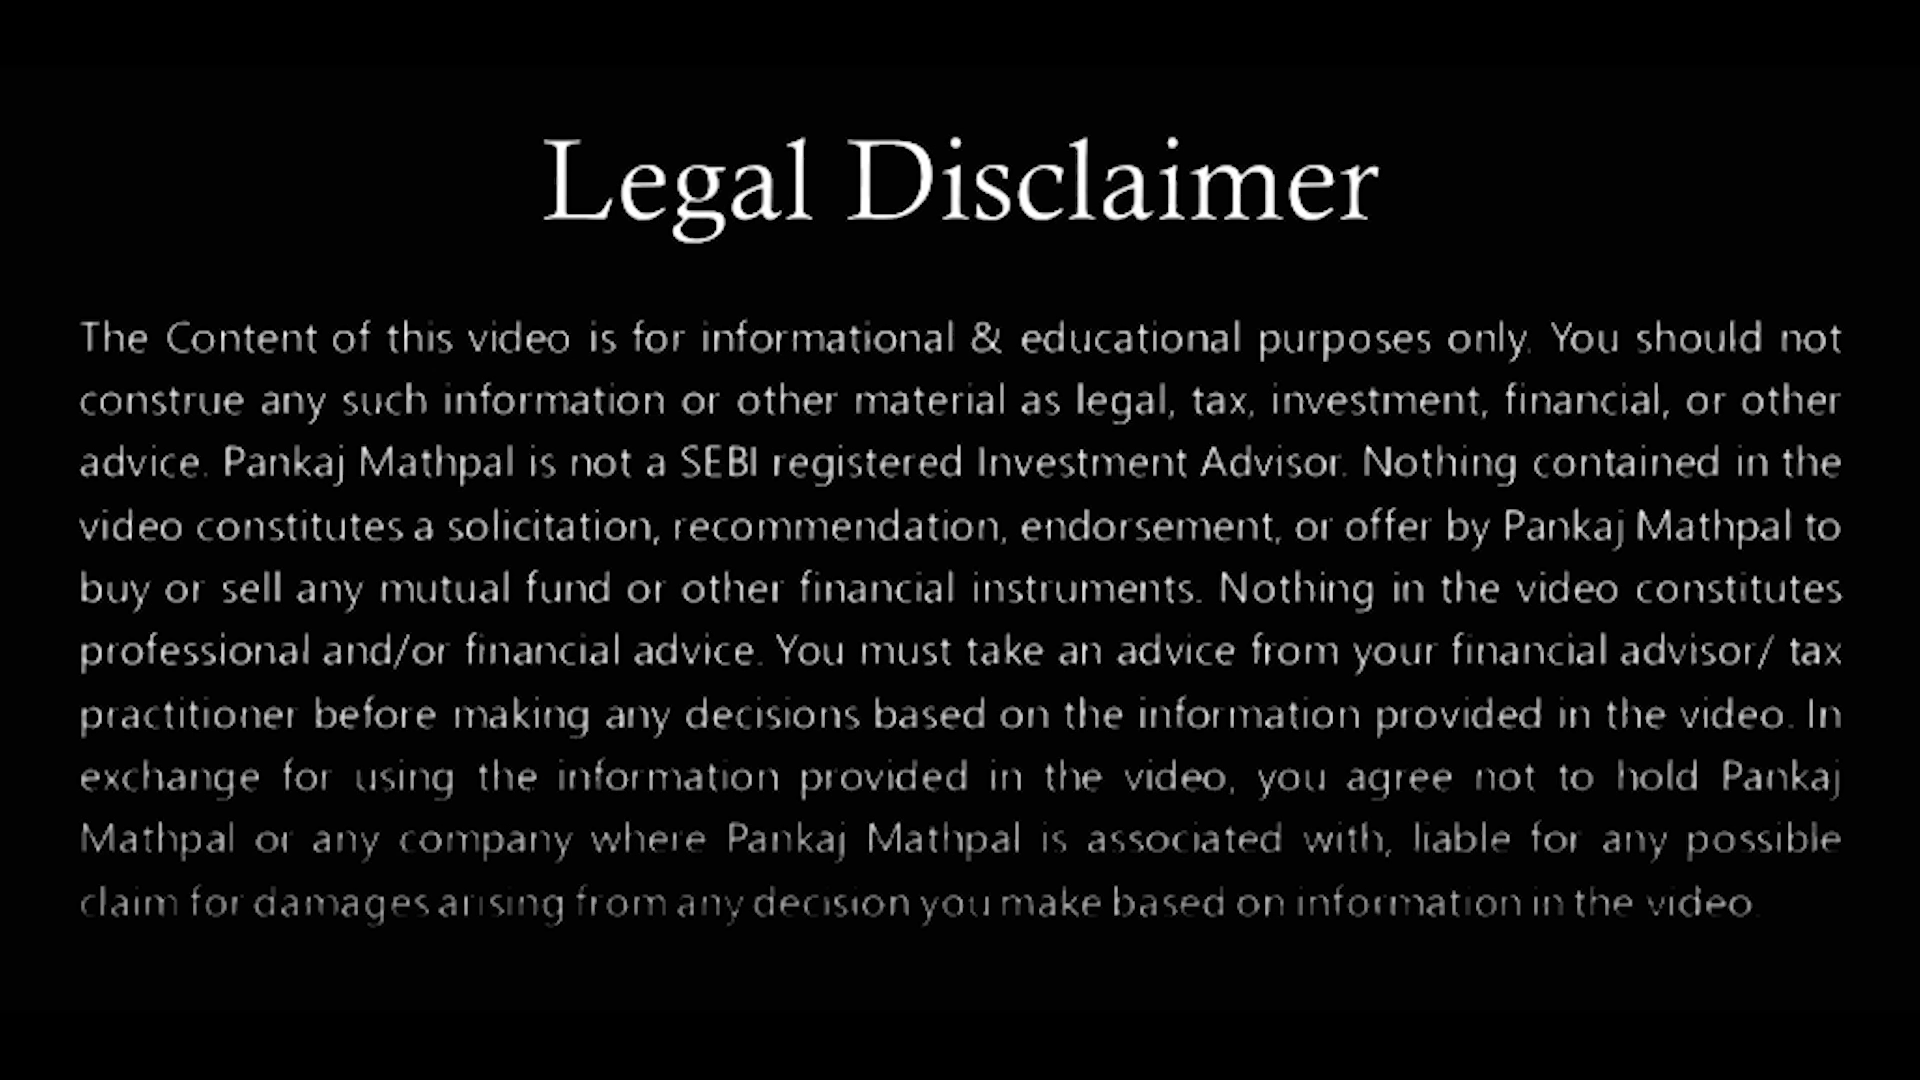 Legal Disclaimer
The Content of this video is for informational & educational purposes only. You should not
construe any such information or other material as legal, tax, investment, financial, or other
advice. Pankaj Mathpal is not a SEBI registered Investment Advisor. Nothing contained in the
video constitutes a solicitation, recommendation, endorsement, or offer by Pankaj Mathpal to
buy or sell any mutual fund or other financial instruments. Nothing in the video constitutes
professional and/or financial advice. You must take an advice from your financial advisor/ tax
practitioner before making any decisions based on the information provided in the video. In
exchange for using the information provided in the video, you agree not to hold Pankaj
Mathpal or any company where Pankaj Mathpal is associated with, liable for any possible
claim for damages arising from any decision you make based on information in the video.